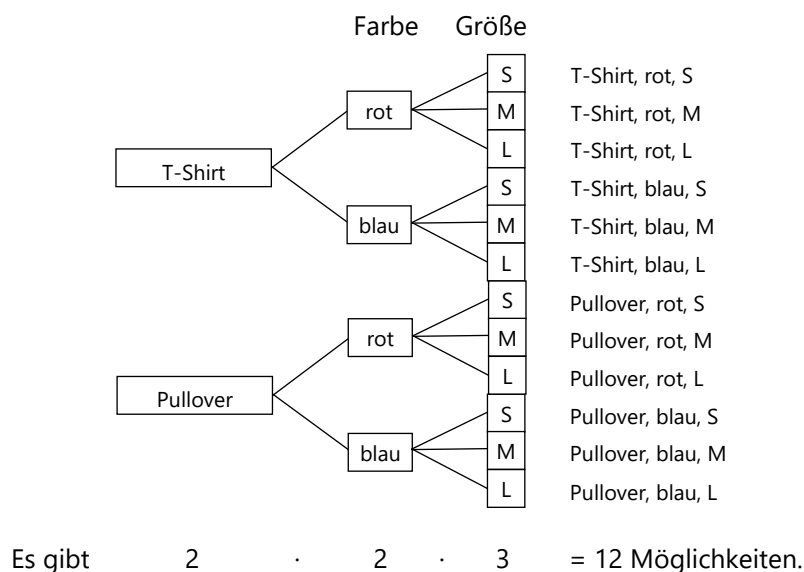 Farbe Größe
S T-Shirt, rot, S
rot M T-Shirt, rot, M
L T-Shirt, rot, L
T-Shirt
S T-Shirt, blau, S
blau M T-Shirt, blau, M
L T-Shirt, blau, L
S Pullover, rot, S
rot M Pullover, rot, M
L Pullover, rot, L
Pullover
S Pullover, blau, S
blau M Pullover, blau, M
L Pullover, blau, L
Es gibt 2 · 2 · 3 = 12 Möglichkeiten.